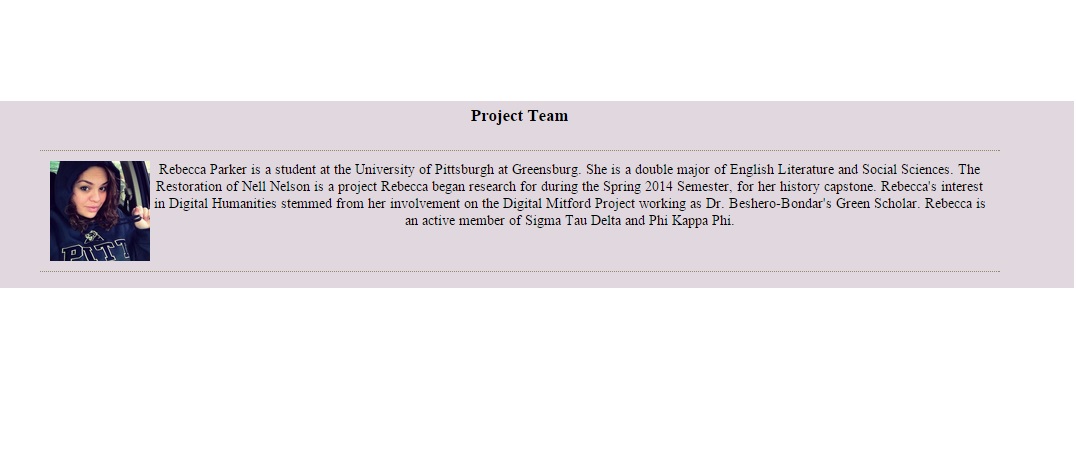 Project Team
Rebecca Parker is a student at the University of Pittsburgh at Greensburg. She is a double major of English Literature and Social Sciences. The
Restoration of Nell Nelson is a project Rebecca began research for during the Spring 2014 Semester, for her history capstone. Rebecca's interest
in Digital Humanities stemmed from her involvement on the Digital Mitford Project working as Dr. Beshero-Bondar's Green Scholar. Rebecca is
an active member of Sigma Tau Delta and Phi Kappa Phi.
PITT